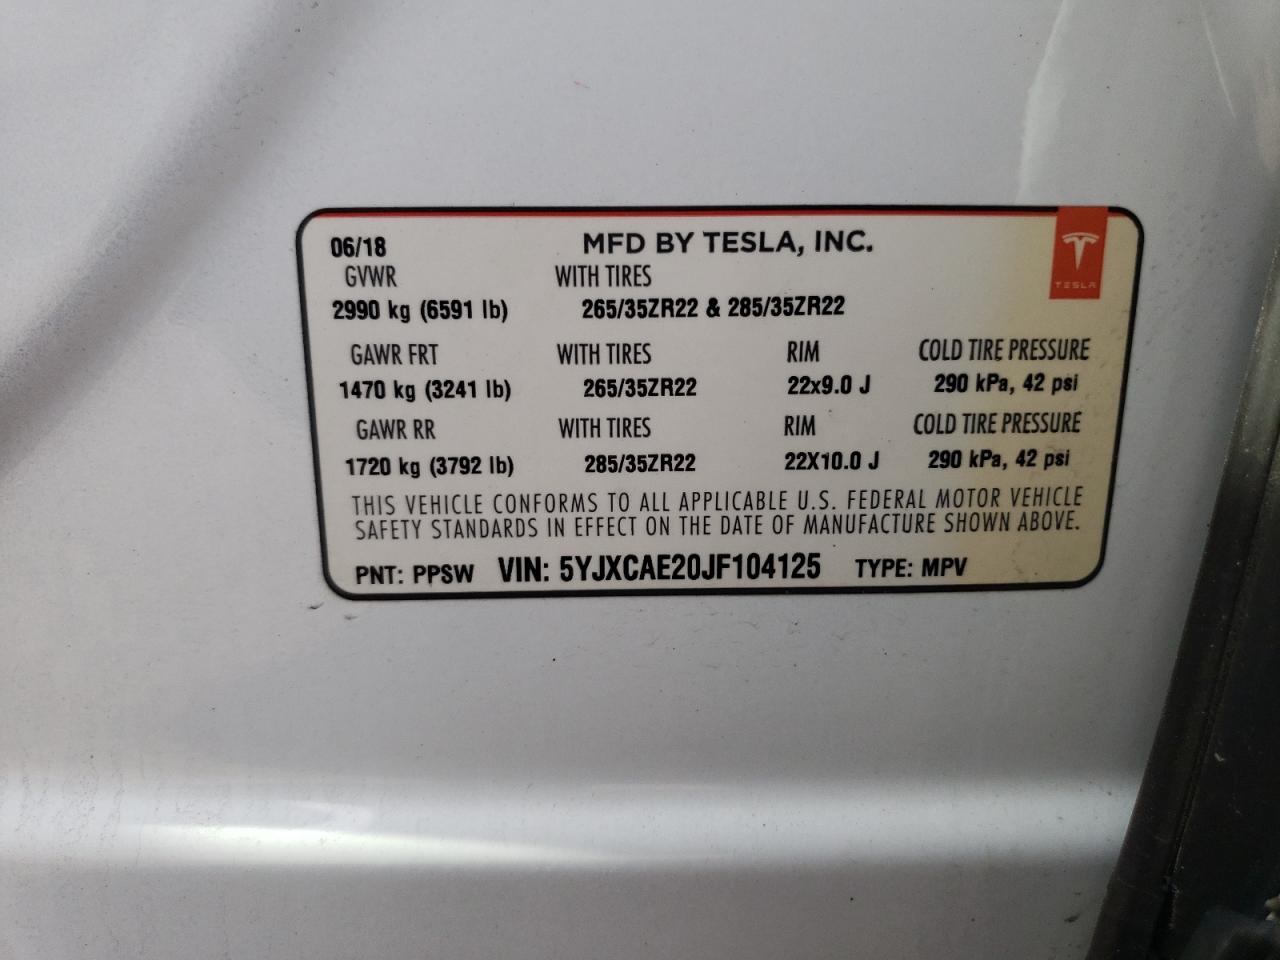 06/18 MFD BY TESLA, INC.
TESLA
GVWR WITH TIRES
2990 kg (6591 lb) 265/35ZR22 & 285/35ZR22
GAWR FRT WITH TIRES RIM COLD TIRE PRESSURE
1470 kg (3241 lb) 265/35ZR22 22x9.0 J 290 kPa, 42 psi
GAWR RR WITH TIRES RIM COLD TIRE PRESSURE
1720 kg (3792 lb) 285/35ZR22 22X10.0 J 290 kPa, 42 psi
THIS VEHICLE CONFORMS TO ALL APPLICABLE U.S. FEDERAL MOTOR VEHICLE
SAFETY STANDARDS IN EFFECT ON THE DATE OF MANUFACTURE SHOWN ABOVE.
PNT: PPSW VIN: 5YJXCAE20JF104125 TYPE: MPV